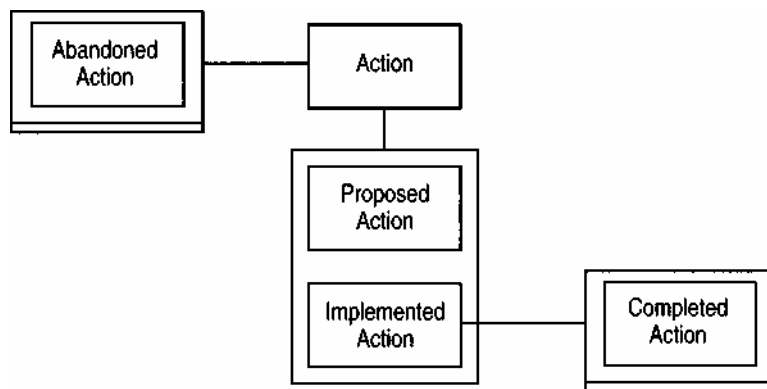 Abandoned
Action
Action
Proposed
Action
Implemented
Action
Completed
Action